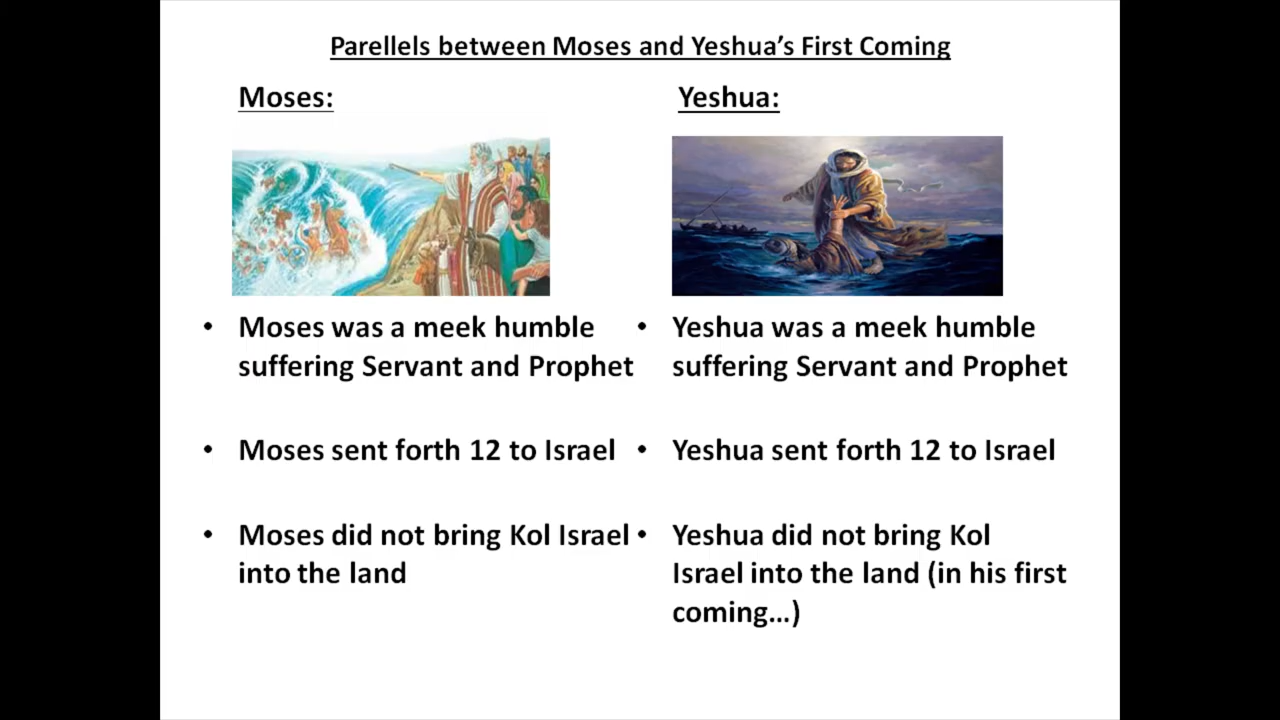 Parellels between Moses and Yeshua’s First Coming
Moses:
Yeshua:
• Moses was a meek humble
suffering Servant and Prophet
• Moses sent forth 12 to Israel
• Moses did not bring Kol Israel
into the land
• Yeshua was a meek humble
suffering Servant and Prophet
• Yeshua sent forth 12 to Israel
• Yeshua did not bring Kol
Israel into the land (in his first
coming…)